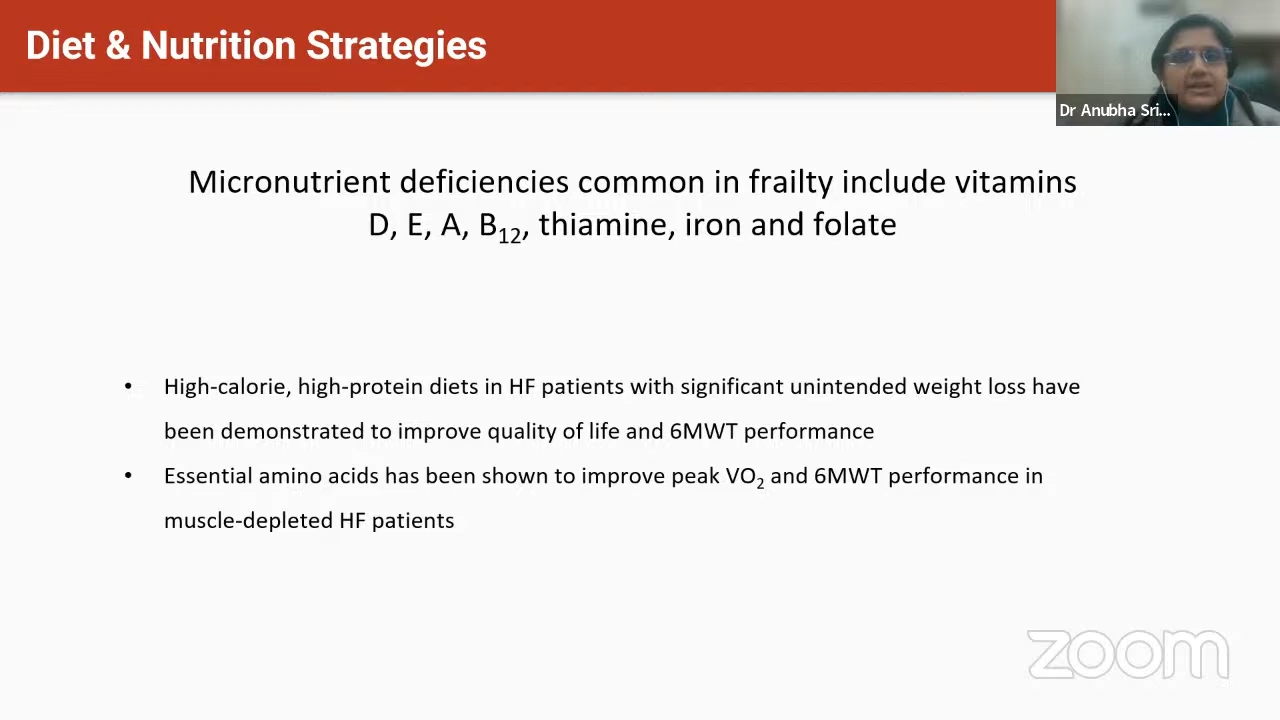 Diet & Nutrition Strategies
Dr Anubha Sri...
Micronutrient deficiencies common in frailty include vitamins
D, E, A, B12, thiamine, iron and folate
• High-calorie, high-protein diets in HF patients with significant unintended weight loss have
been demonstrated to improve quality of life and 6MWT performance
• Essential amino acids has been shown to improve peak VO2 and 6MWT performance in
muscle-depleted HF patients
zoom